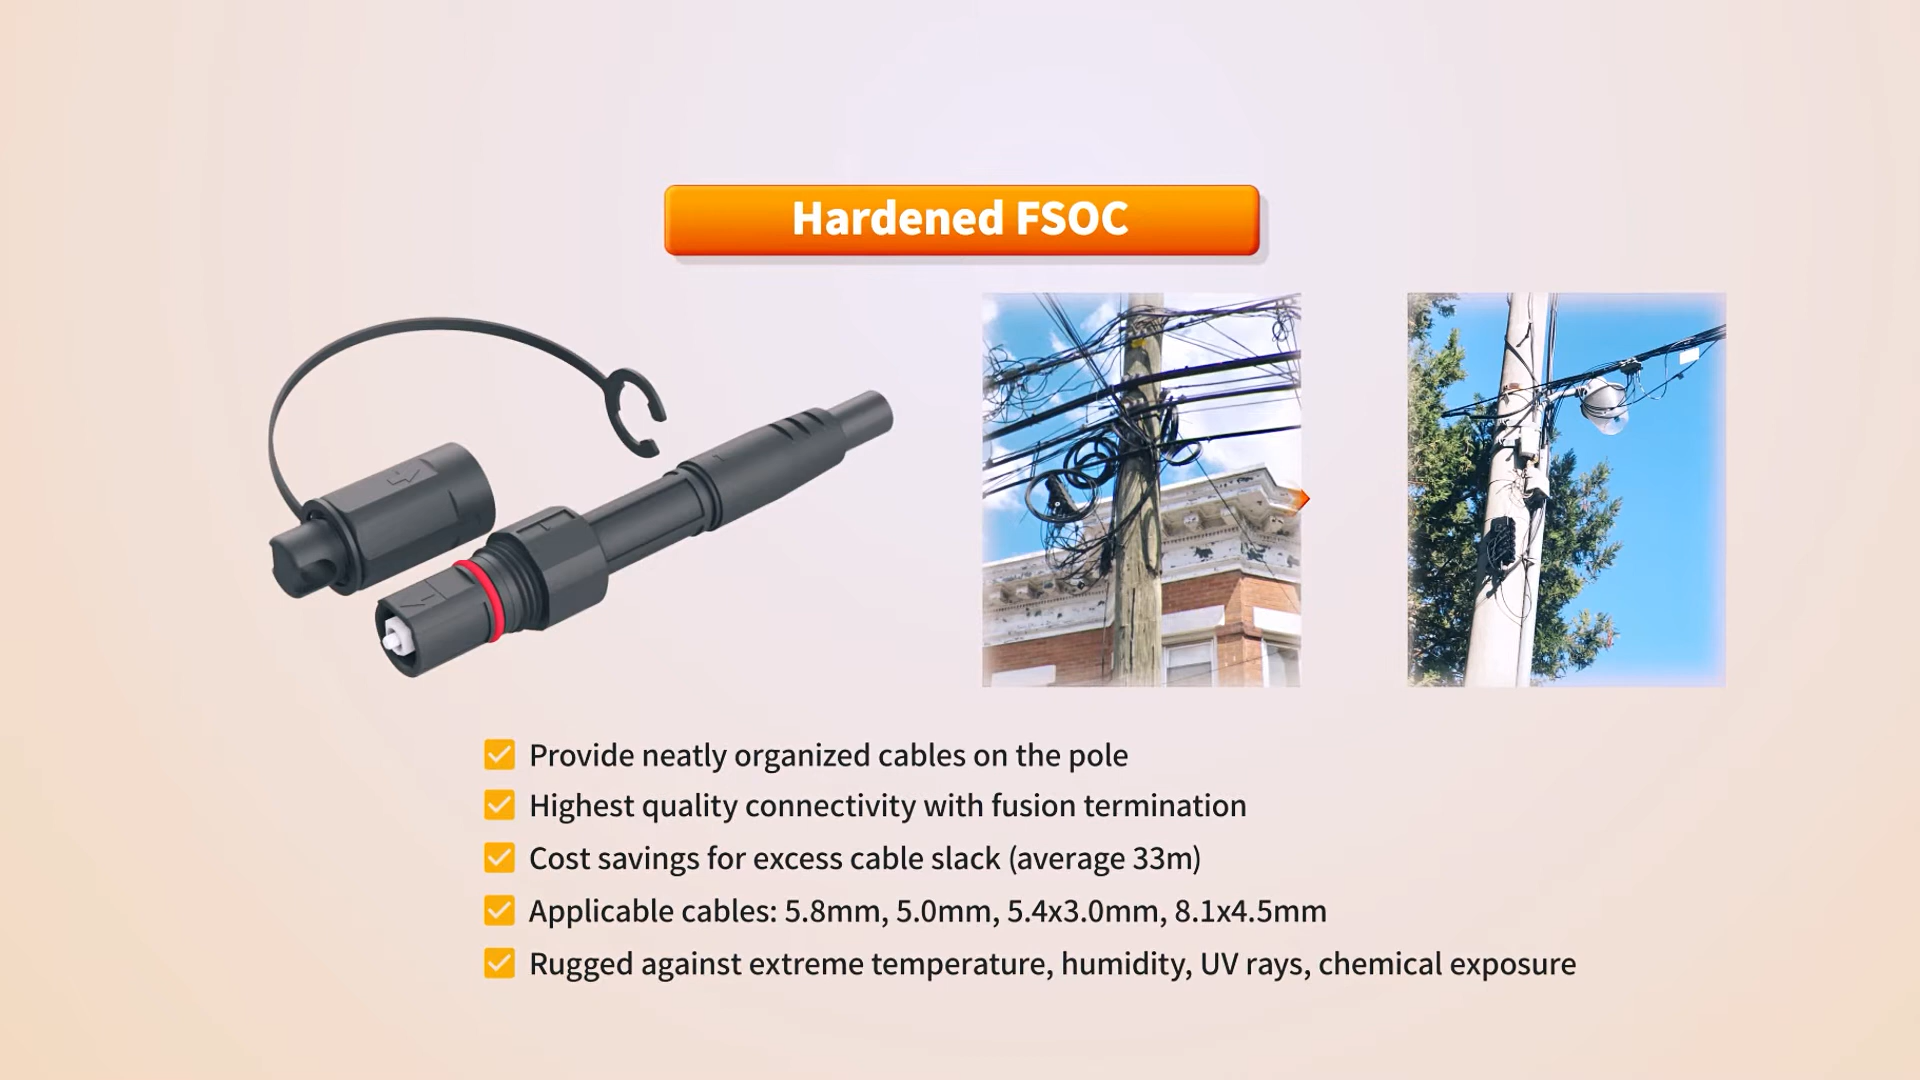 Hardened FSOC
Provide neatly organized cables on the pole
Highest quality connectivity with fusion termination
Cost savings for excess cable slack (average 33m)
Applicable cables: 5.8mm, 5.0mm, 5.4x3.0mm, 8.1x4.5mm
Rugged against extreme temperature, humidity, UV rays, chemical exposure